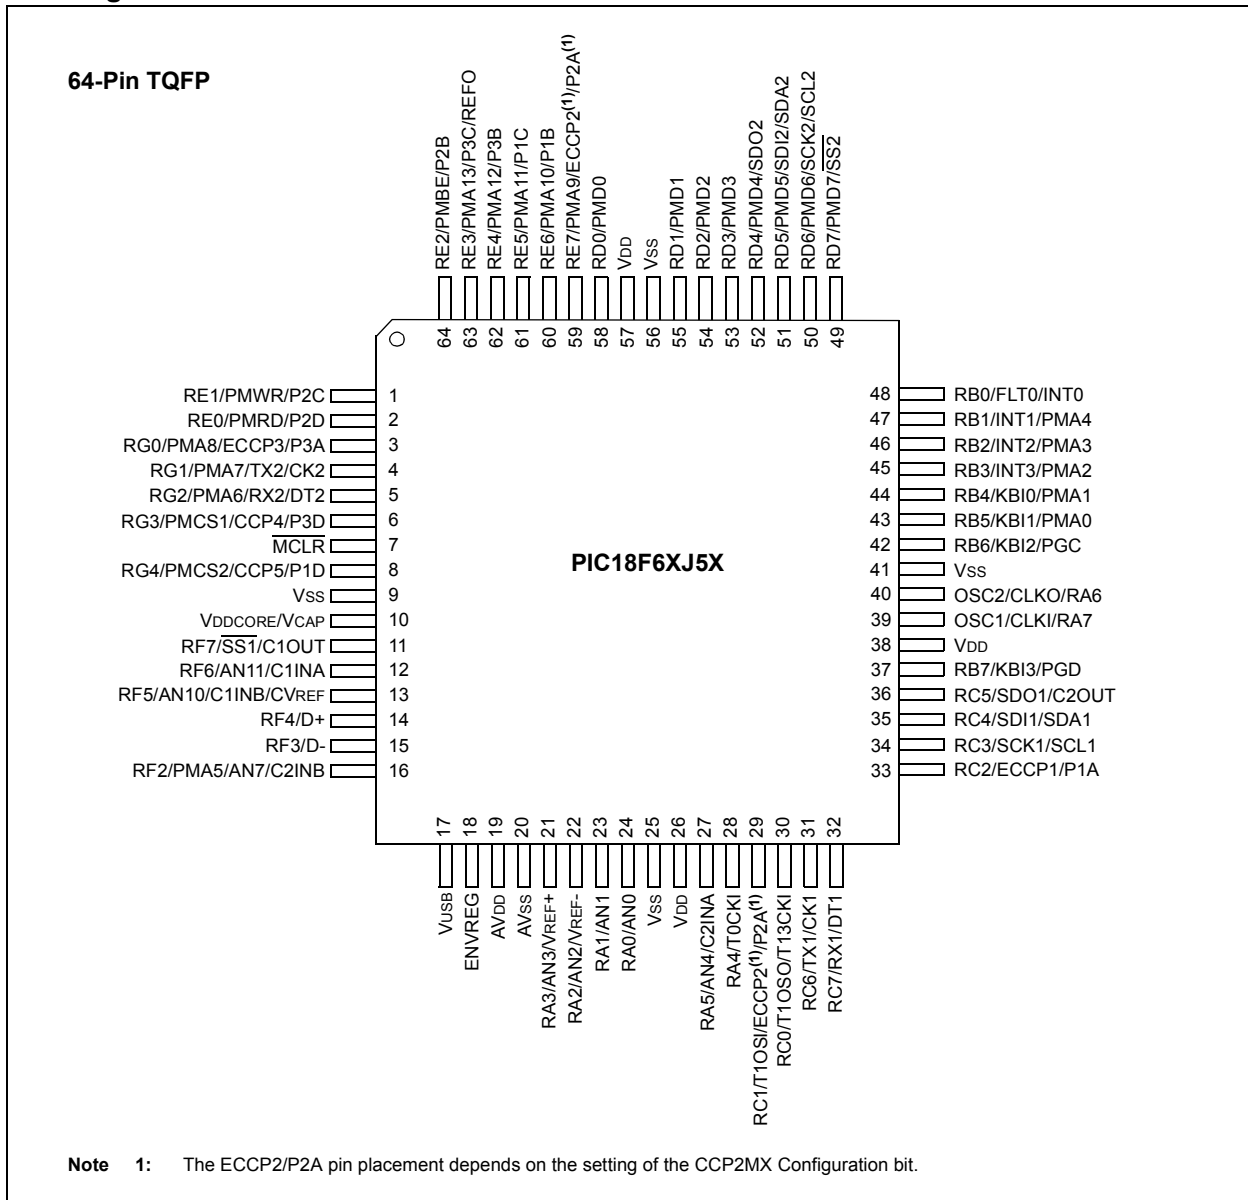 64-Pin TQFP
RE2/PMBE/P2B
RE3/PMA13/P3C/REFO
RE4/PMA12/P3B
RE5/PMA11/P1C
RE6/PMA10/P1B
RE7/PMA9/ECCP2(1)/P2A(1)
RD0/PMD0
VDD
VSS
RD1/PMD1
RD2/PMD2
RD3/PMD3
RD4/PMD4/SDO2
RD5/PMD5/SDI2/SDA2
RD6/PMD6/SCK2/SCL2
RD7/PMD7/SS2
64
63
62
61
60
59
58
57
56
55
54
53
52
51
50
49
RE1/PMWR/P2C 1
RE0/PMRD/P2D 2
RG0/PMA8/ECCP3/P3A 3
RG1/PMA7/TX2/CK2 4
RG2/PMA6/RX2/DT2 5
RG3/PMCS1/CCP4/P3D 6
MCLR 7
RG4/PMCS2/CCP5/P1D 8
VSS 9
VDDCORE/VCAP 10
RF7/SS1/C1OUT 11
RF6/AN11/C1INA 12
RF5/AN10/C1INB/CVREF 13
RF4/D+ 14
RF3/D- 15
RF2/PMA5/AN7/C2INB 16
PIC18F6XJ5X
48 RB0/FLT0/INT0
47 RB1/INT1/PMA4
46 RB2/INT2/PMA3
45 RB3/INT3/PMA2
44 RB4/KBI0/PMA1
43 RB5/KBI1/PMA0
42 RB6/KBI2/PGC
41 VSS
40 OSC2/CLKO/RA6
39 OSC1/CLKI/RA7
38 VDD
37 RB7/KBI3/PGD
36 RC5/SDO1/C2OUT
35 RC4/SDI1/SDA1
34 RC3/SCK1/SCL1
33 RC2/ECCP1/P1A
17
18
19
20
21
22
23
24
25
26
27
28
29
30
31
32
VUSB
ENVREG
AVDD
AVSS
RA3/AN3/VREF+
RA2/AN2/VREF-
RA1/AN1
RA0/AN0
VSS
VDD
RA5/AN4/C2INA
RA4/T0CKI
RC1/T1OSI/ECCP2(1)/P2A(1)
RC0/T1OSO/T13CKI
RC6/TX1/CK1
RC7/RX1/DT1
Note 1: The ECCP2/P2A pin placement depends on the setting of the CCP2MX Configuration bit.